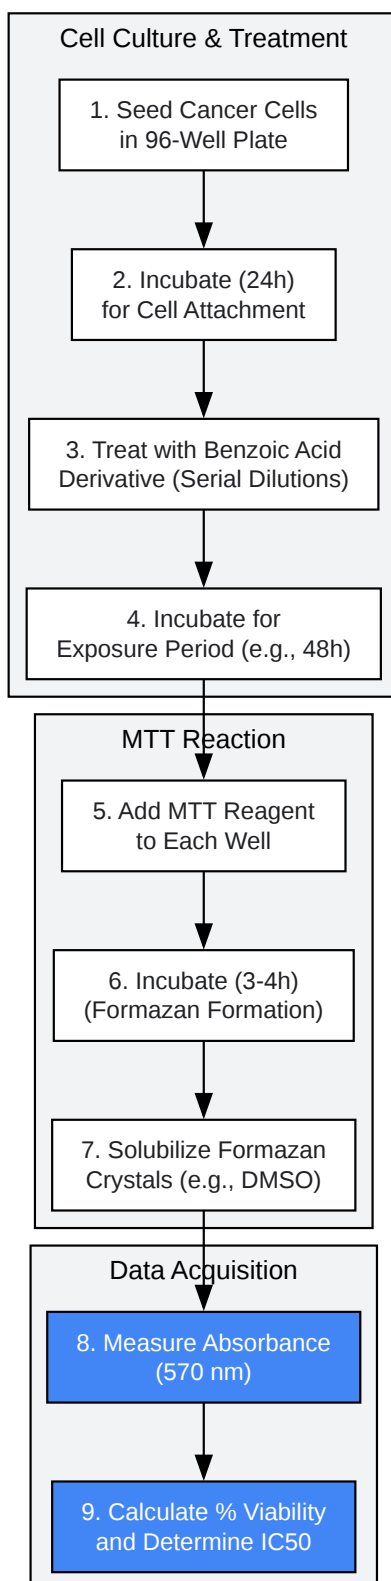 Cell Culture & Treatment
1. Seed Cancer Cells
in 96-Well Plate
2. Incubate (24h)
for Cell Attachment
3. Treat with Benzoic Acid
Derivative (Serial Dilutions)
4. Incubate for
Exposure Period (e.g., 48h)
MTT Reaction
5. Add MTT Reagent
to Each Well
6. Incubate (3-4h)
(Formazan Formation)
7. Solubilize Formazan
Crystals (e.g., DMSO)
Data Acquisition
8. Measure Absorbance
(570 nm)
9. Calculate % Viability
and Determine IC50